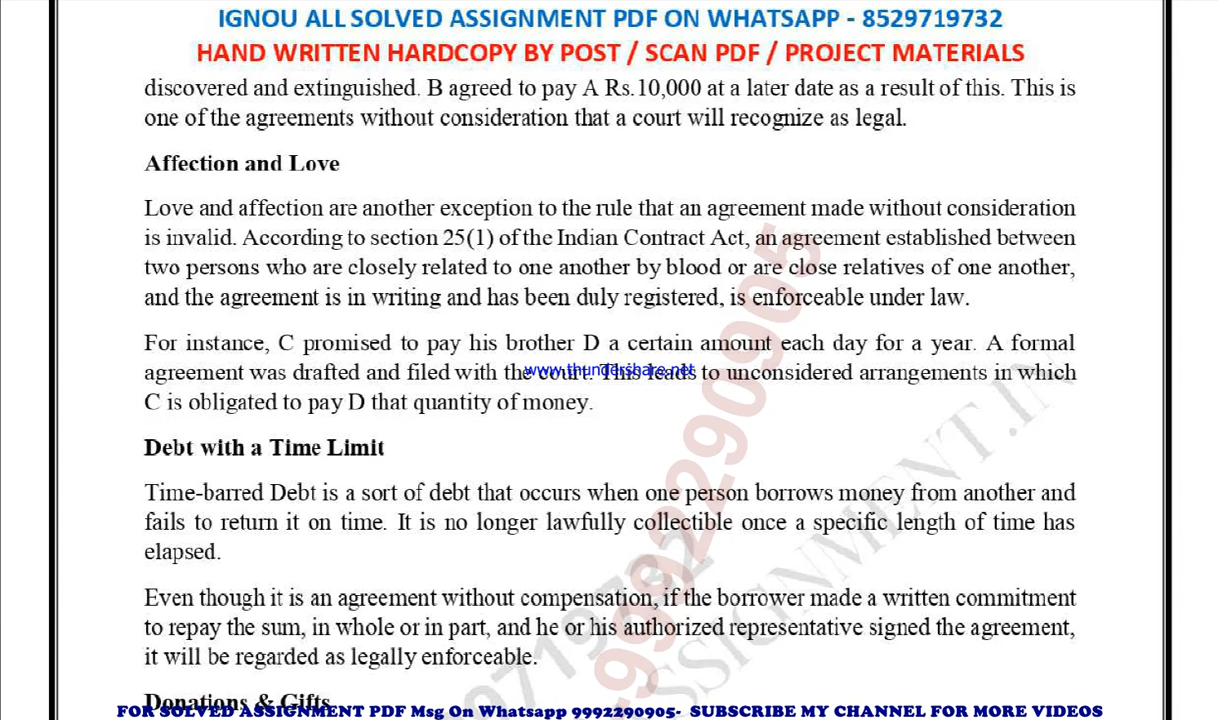 IGNOU ALL SOLVED ASSIGNMENT PDF ON WHATSAPP - 8529719732
HAND WRITTEN HARDCOPY BY POST / SCAN PDF / PROJECT MATERIALS
discovered and extinguished. B agreed to pay A Rs.10,000 at a later date as a result of this. This is
one of the agreements without consideration that a court will recognize as legal.
Affection and Love
Love and affection are another exception to the rule that an agreement made without consideration
is invalid. According to section 25(1) of the Indian Contract Act, an agreement established between
two persons who are closely related to one another by blood or are close relatives of one another,
and the agreement is in writing and has been duly registered, is enforceable under law.
For instance, C promised to pay his brother D a certain amount each day for a year. A formal
agreement was drafted and filed with the court. This leads to unconsidered arrangements in which
www.thundershare.net
C is obligated to pay D that quantity of money.
Debt with a Time Limit
Time-barred Debt is a sort of debt that occurs when one person borrows money from another and
fails to return it on time. It is no longer lawfully collectible once a specific length of time has
elapsed.
Even though it is an agreement without compensation, if the borrower made a written commitment
to repay the sum, in whole or in part, and he or his authorized representative signed the agreement,
it will be regarded as legally enforceable.
Donations & Gifts
FOR SOLVED ASSIGNMENT PDF Msg On Whatsapp 9992290905- SUBSCRIBE MY CHANNEL FOR MORE VIDEOS
9992290905